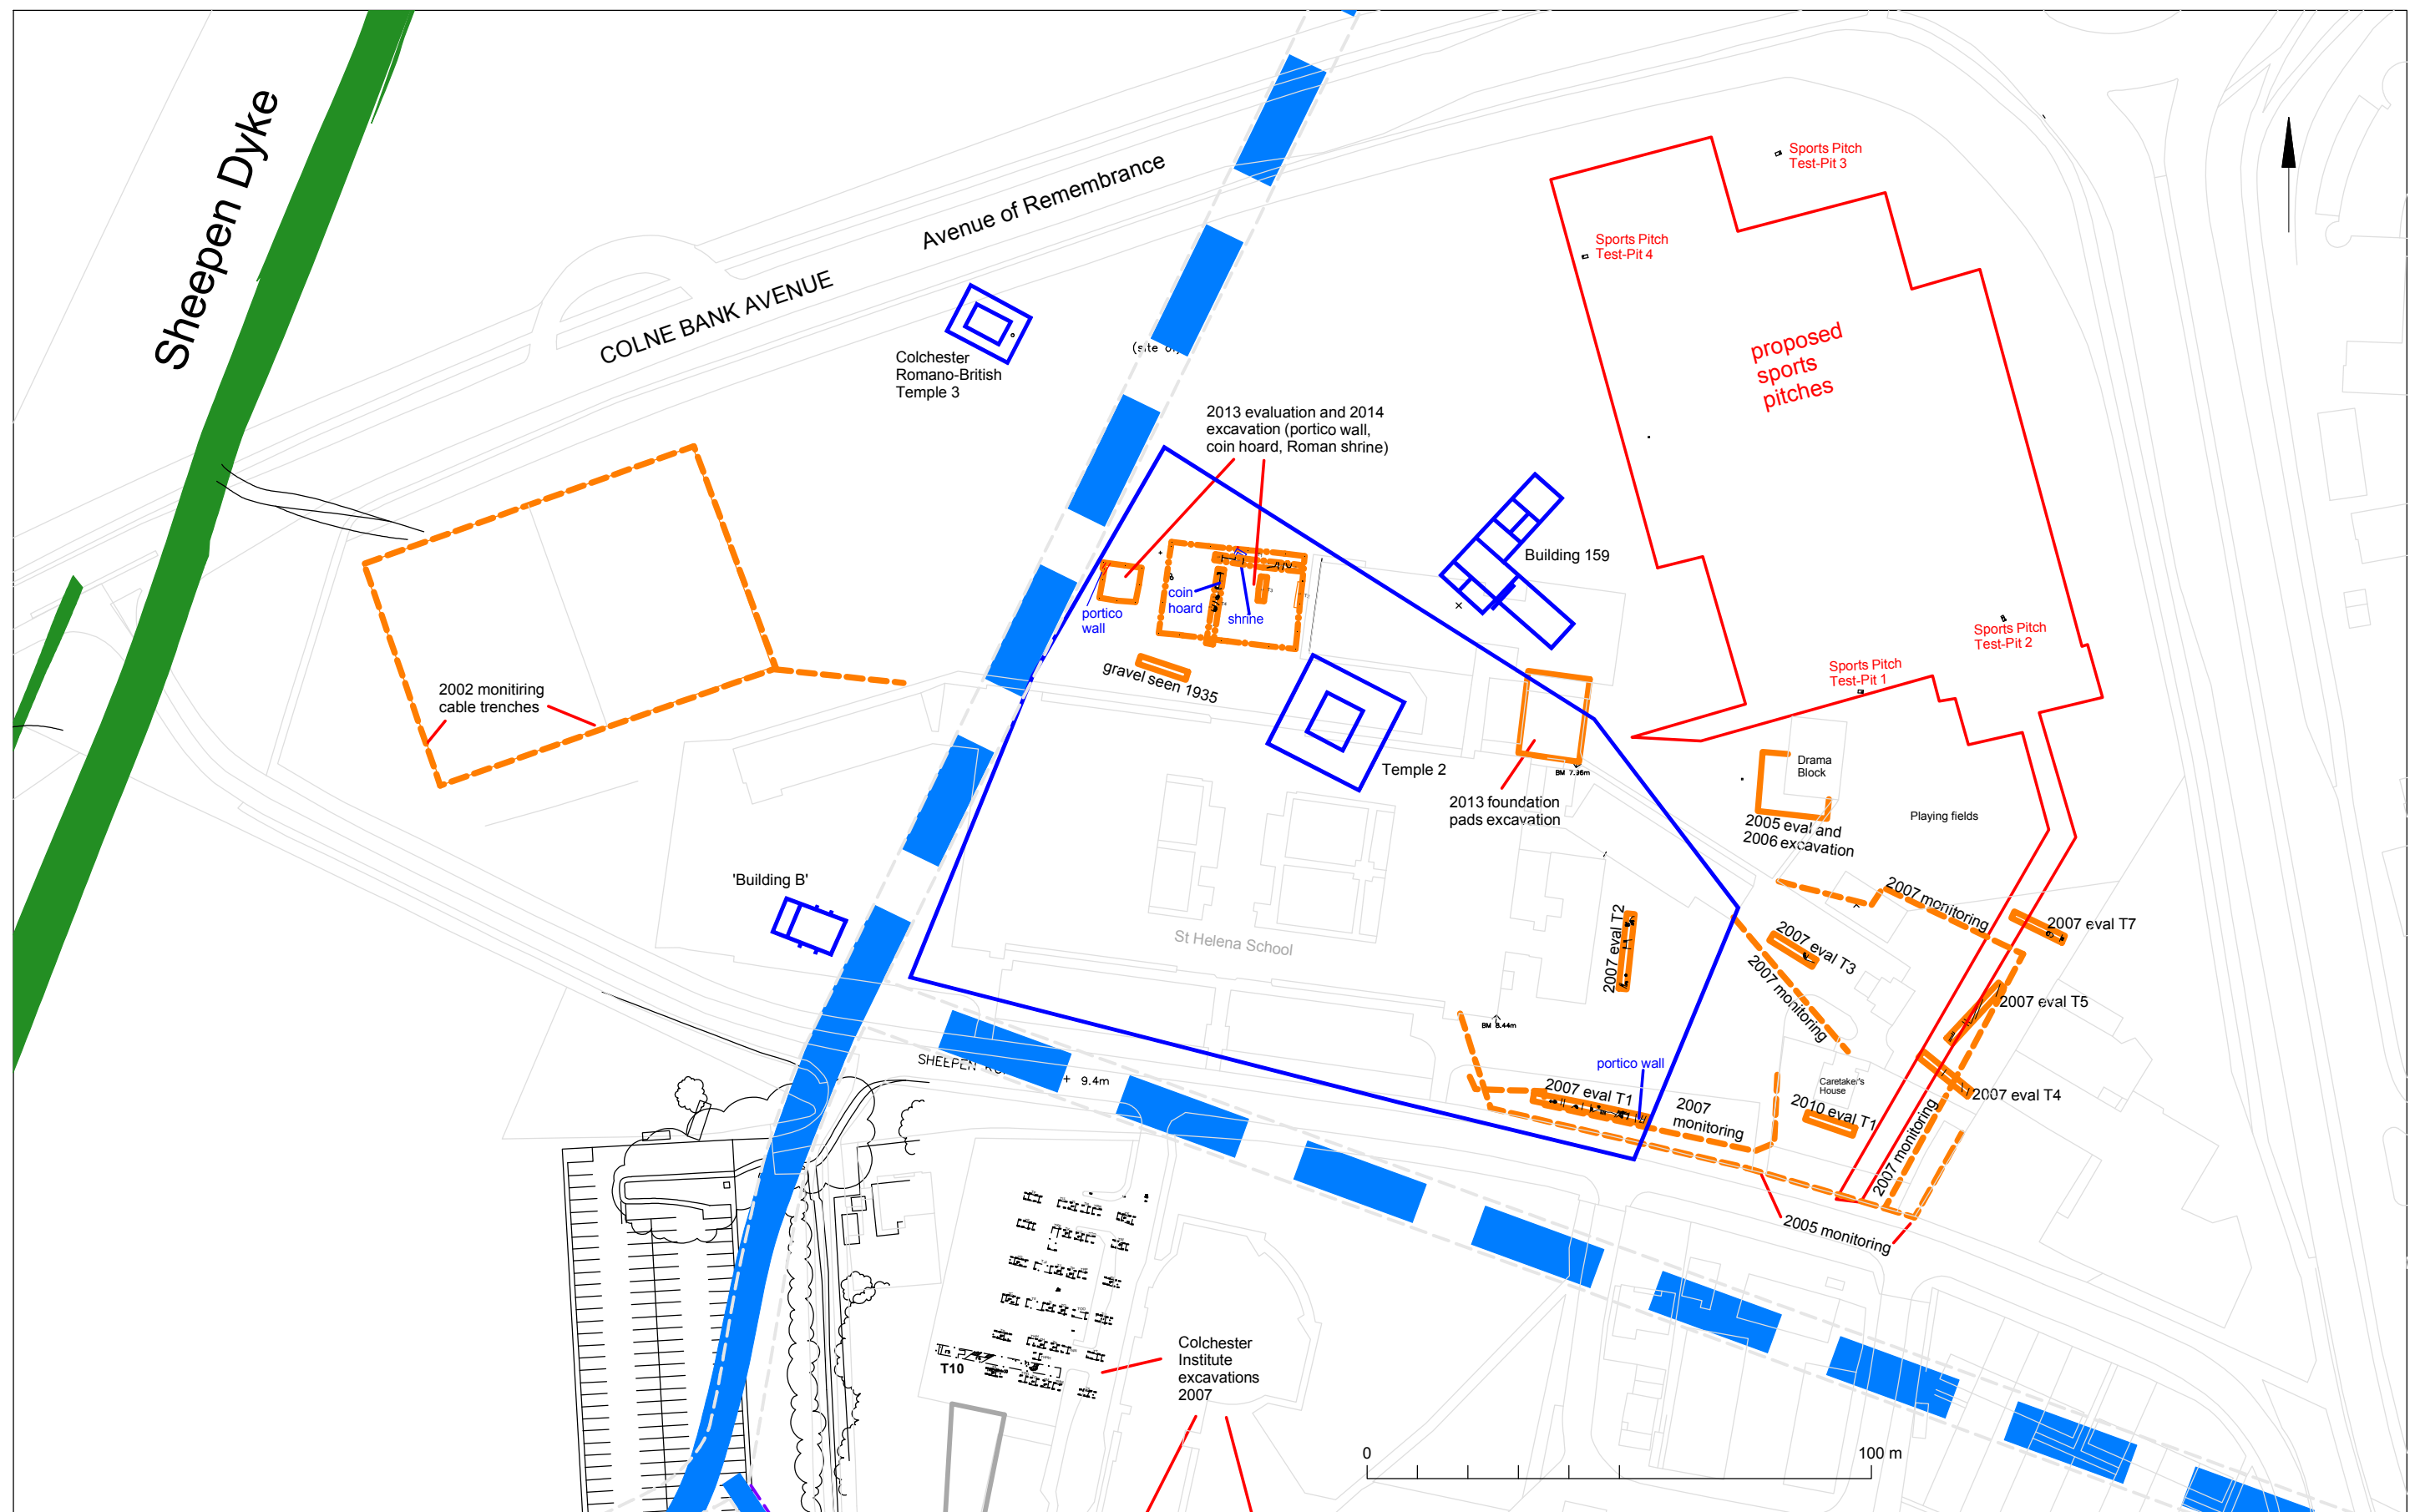 Sheepen Dyke
Avenue of Remembrance
COLNE BANK AVENUE
Sports Pitch
Test-Pit 3
Sports Pitch
Test-Pit 4
proposed
sports
pitches
Colchester
Romano-British
Temple 3
2013 evaluation and 2014
excavation (portico wall,
coin hoard, Roman shrine)
Building 159
coin
hoard
shrine
portico
wall
gravel seen 1935
Sports Pitch
Test-Pit 2
Sports Pitch
Test-Pit 1
2002 monitiring
cable trenches
Temple 2
BM 7.96m
2013 foundation
pads excavation
Drama
Block
Playing fields
2005 eval and
2006 excavation
'Building B'
2007 monitoring
2007 eval T7
2007 eval T2
2007 eval T3
St Helena School
2007 monitoring
2007 eval T5
BM 8.44m
SHEEPEN
9.4m
portico wall
2007 eval T1
2007
monitoring
Caretaker's
House
2010 eval T1
2007 eval T4
2007 monitoring
2005 monitoring
T10
Colchester
Institute
excavations
2007
0
100 m